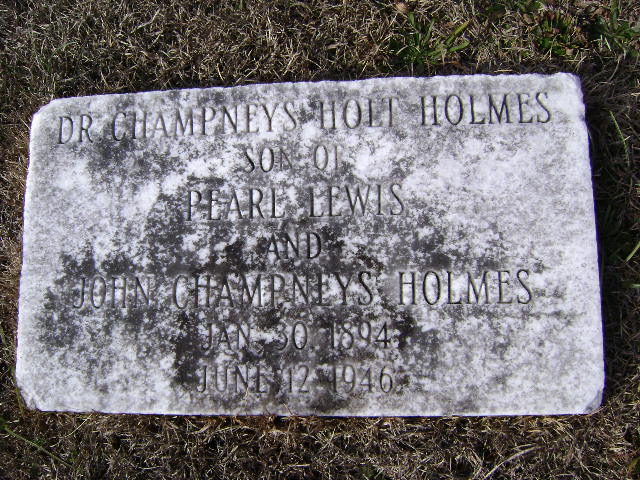 DR CHAMPNEYS HOLT HOLMES
SON OF
PEARL LEWIS
AND
JOHN CHAMPNEYS HOLMES
JAN. 30 1894
JUNE 12 1946